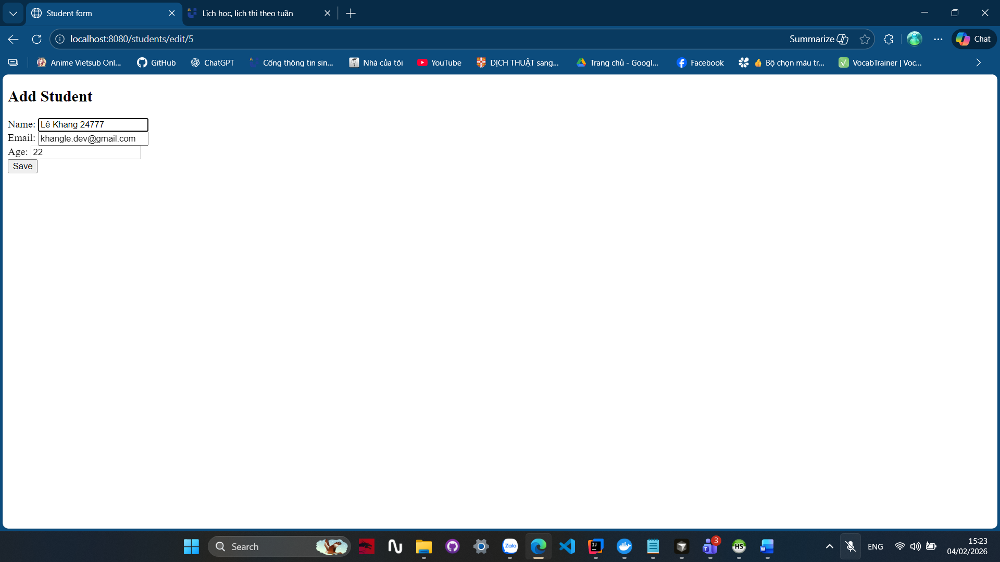 Student form
Lịch học, lịch thi theo tuần
localhost:8080/students/edit/5
Summarize
Chat
Anime Vietsub Onl...
GitHub
ChatGPT
Cổng thông tin sin...
Nhà của tôi
YouTube
DỊCH THUẬT sang...
Trang chủ - Googl...
Facebook
👍 Bộ chọn màu tr...
VocabTrainer | Voc...
Add Student
Name: Lê Khang 24777
Email: khangle.dev@gmail.com
Age: 22
Save
Search
Zalo
IJ
3
T
HS
W
ENG
15:23
04/02/2026